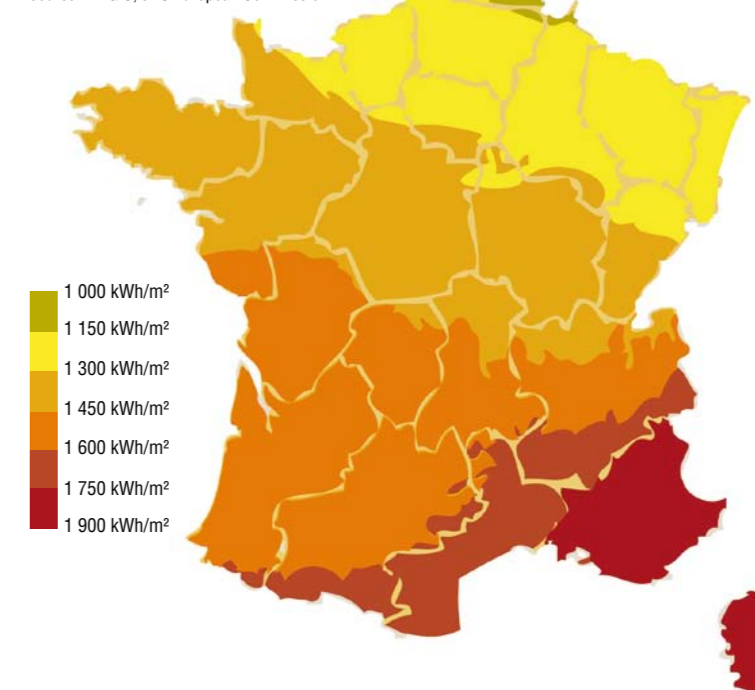 1 000 kWh/m²
1 150 kWh/m²
1 300 kWh/m²
1 450 kWh/m²
1 600 kWh/m²
1 750 kWh/m²
1 900 kWh/m²